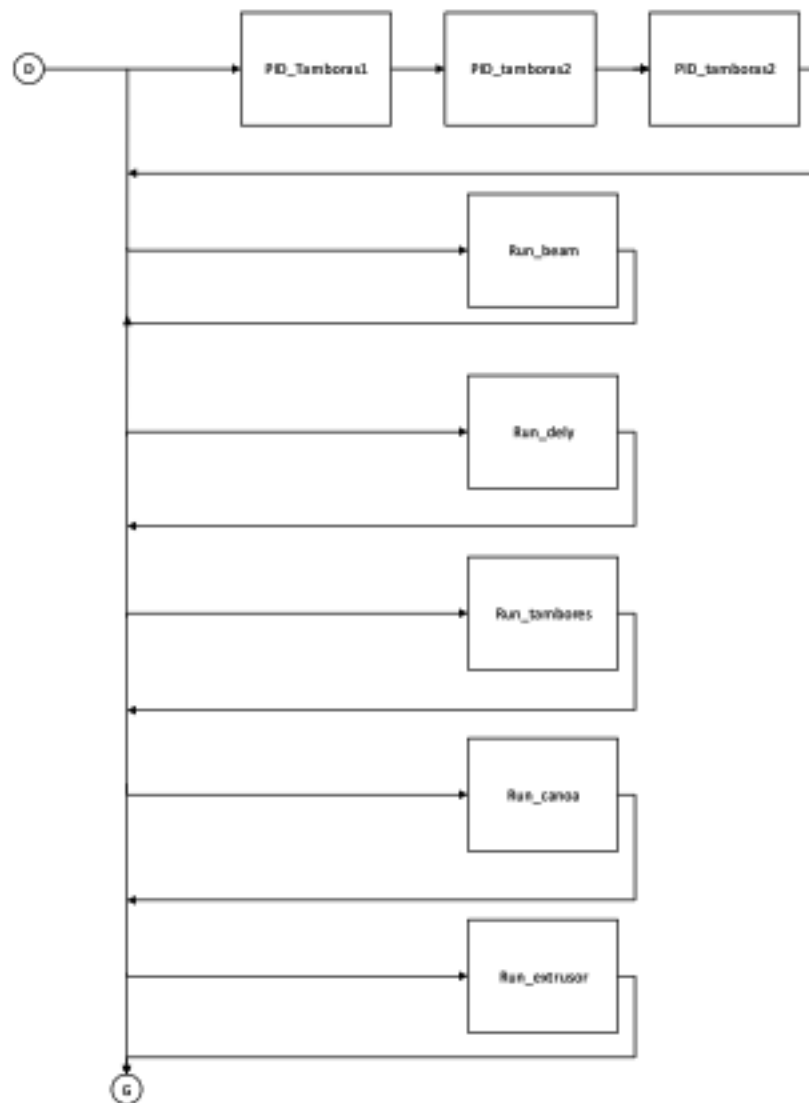 D
PID_Tamboras1
PID_tamboras2
PID_tamboras2
Run_beam
Run_dely
Run_tambores
Run_canoa
Run_extrusor
G